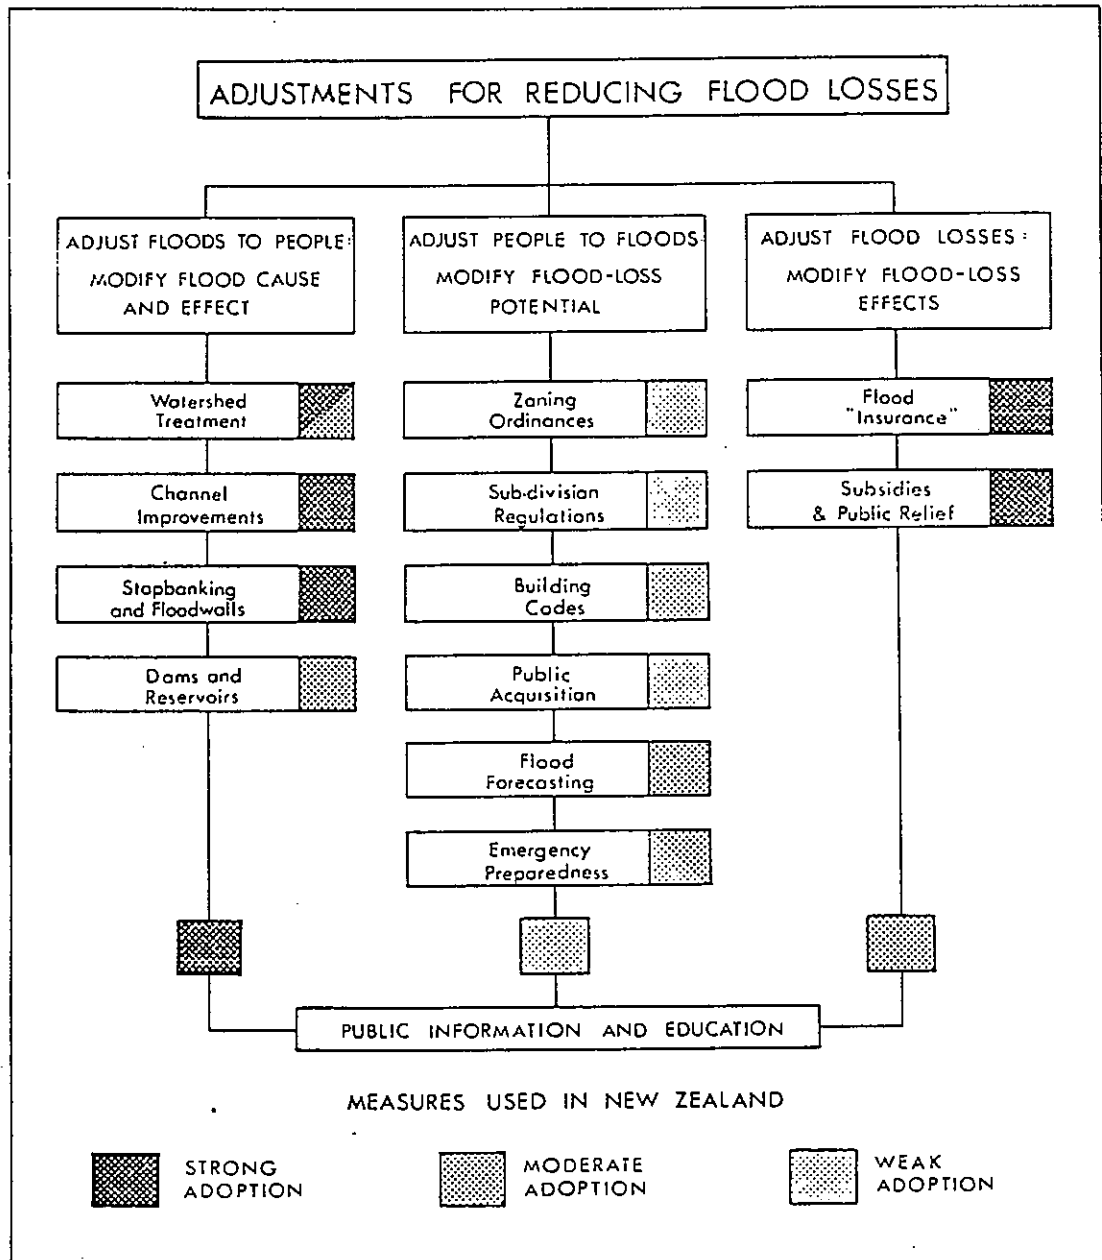 ADJUSTMENTS FOR REDUCING FLOOD LOSSES
ADJUST FLOODS TO PEOPLE:
MODIFY FLOOD CAUSE
AND EFFECT
ADJUST PEOPLE TO FLOODS:
MODIFY FLOOD-LOSS
POTENTIAL
ADJUST FLOOD LOSSES:
MODIFY FLOOD-LOSS
EFFECTS
Watershed
Treatment
Channel
Improvements
Stopbanking
and Floodwalls
Dams and
Reservoirs
Zoning
Ordinances
Sub-division
Regulations
Building
Codes
Public
Acquisition
Flood
Forecasting
Emergency
Preparedness
Flood
"Insurance"
Subsidies
& Public Relief
PUBLIC INFORMATION AND EDUCATION
MEASURES USED IN NEW ZEALAND
STRONG
ADOPTION
MODERATE
ADOPTION
WEAK
ADOPTION